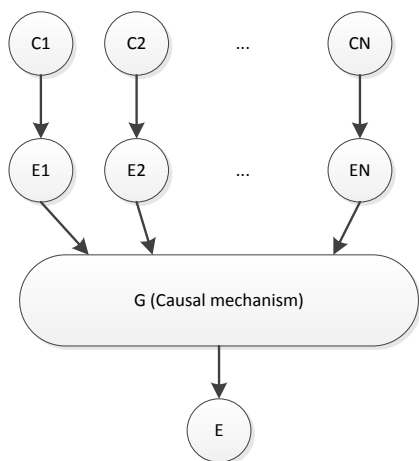 C1 C2 ... CN
E1 E2 ... EN
G (Causal mechanism)
E